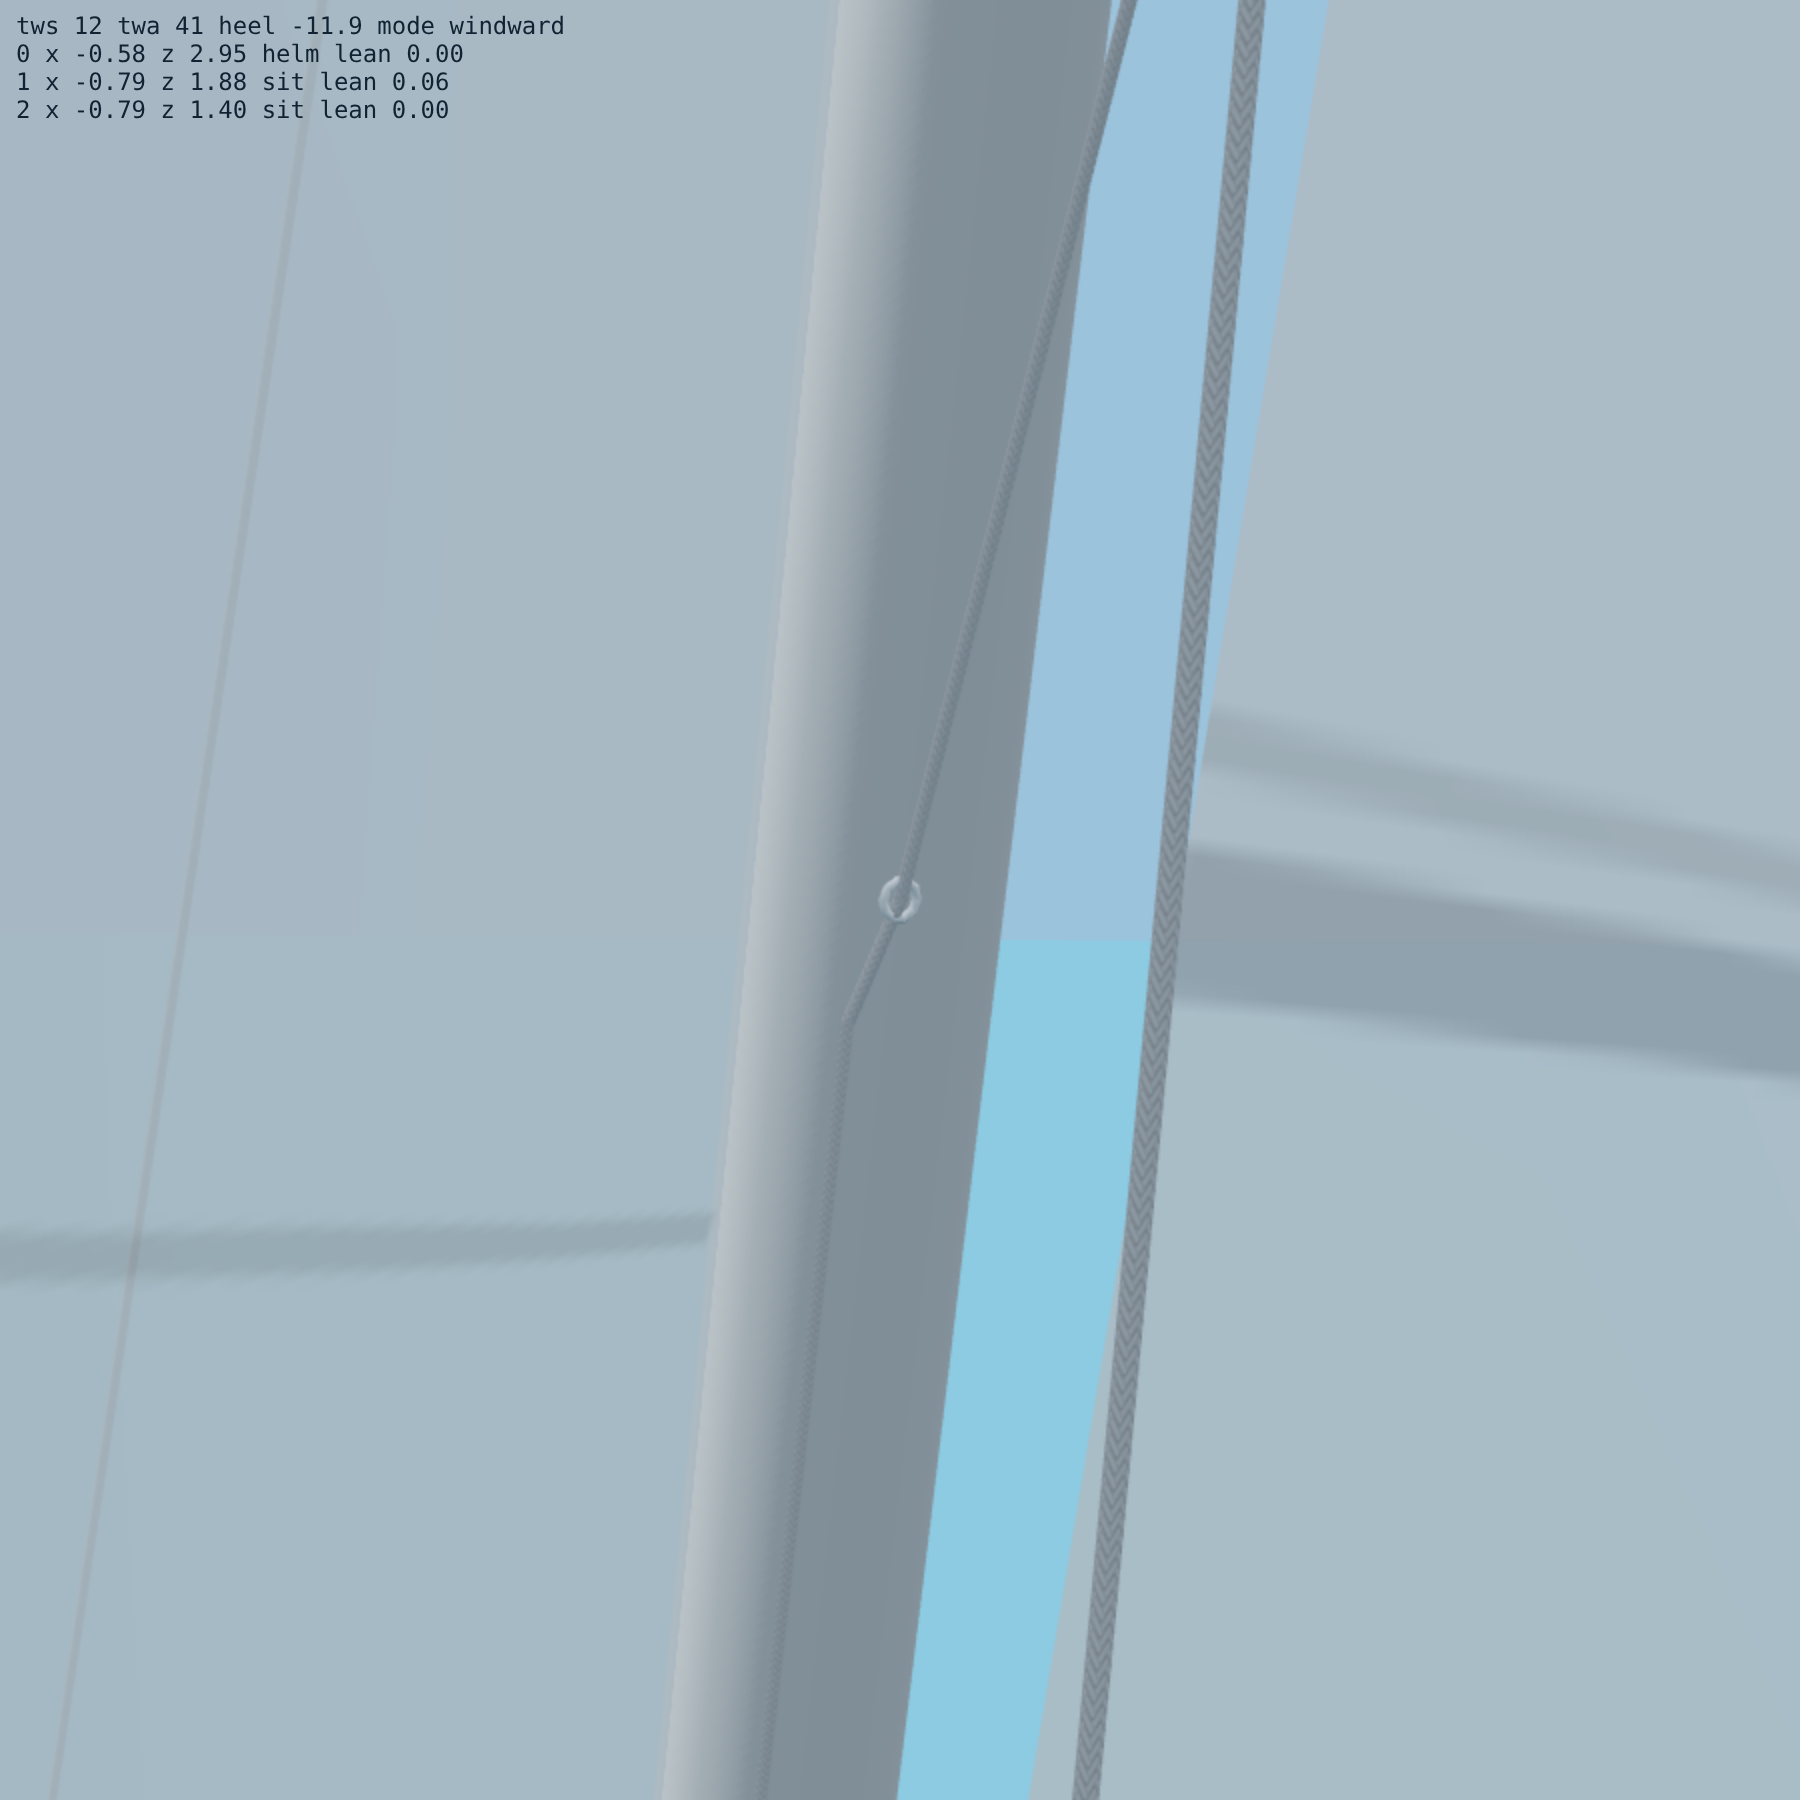 tws 12 twa 41 heel -11.9 mode windward
0 x -0.58 z 2.95 helm lean 0.00
1 x -0.79 z 1.88 sit lean 0.06
2 x -0.79 z 1.40 sit lean 0.00